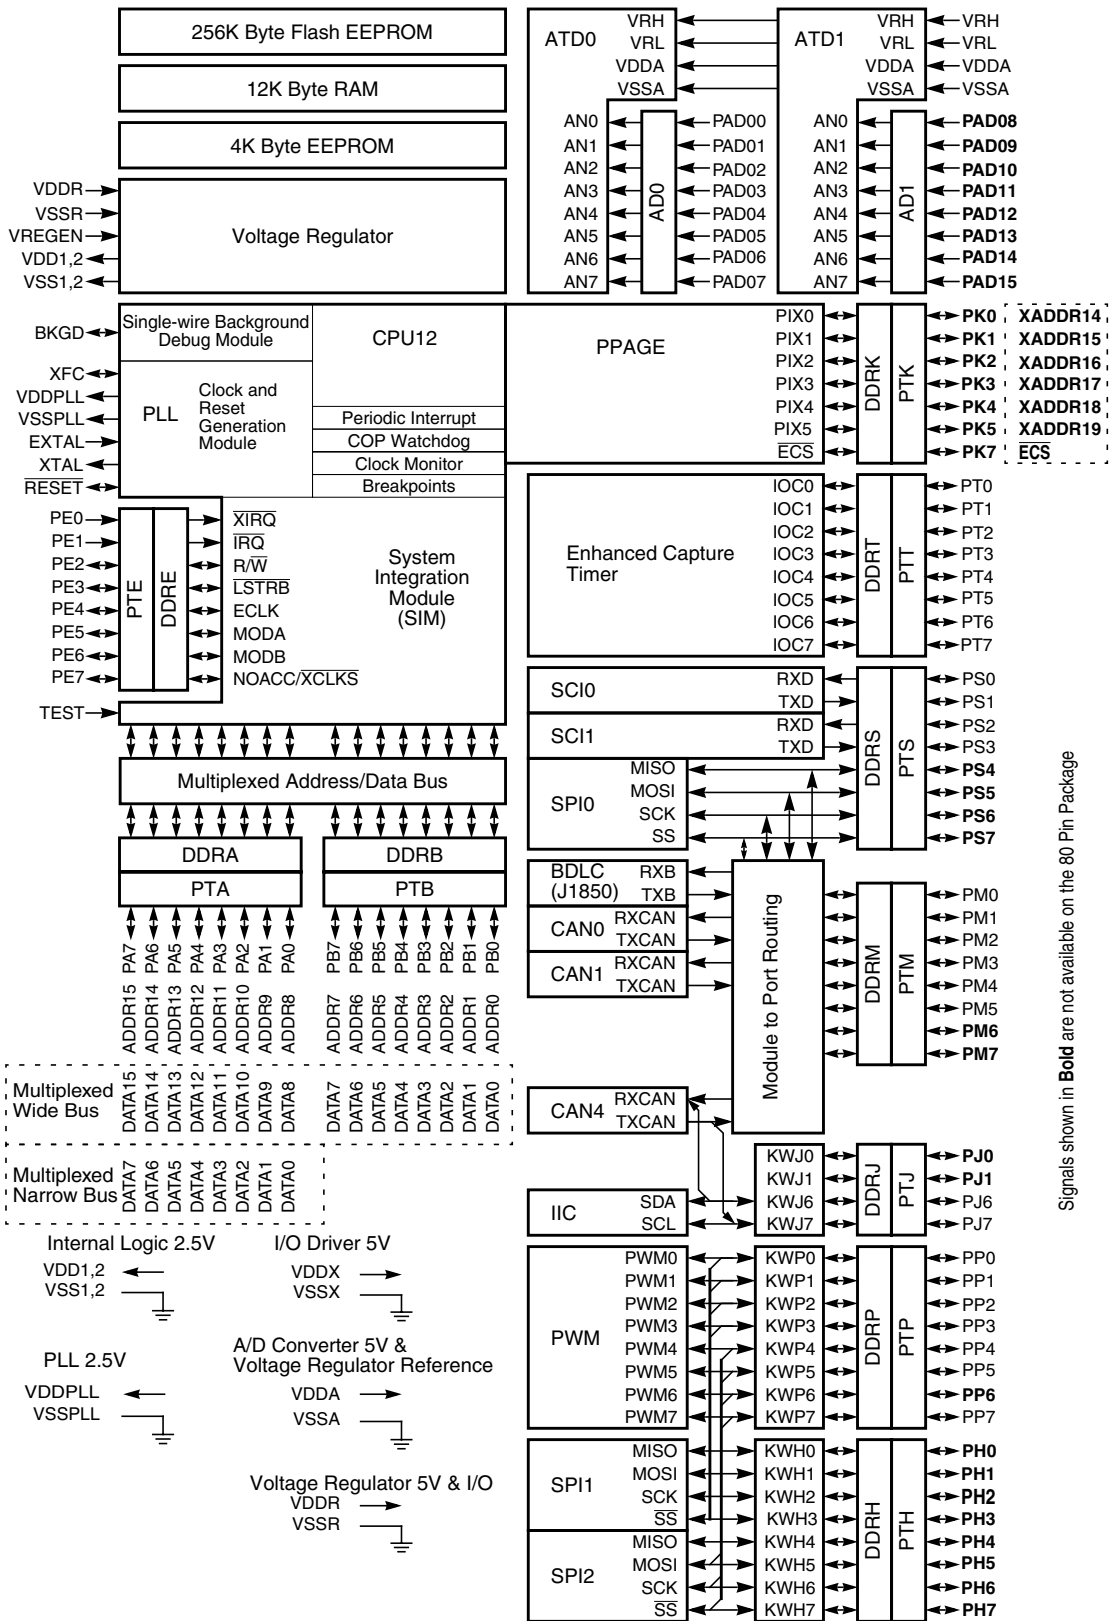 256K Byte Flash EEPROM
12K Byte RAM
4K Byte EEPROM
VDDR
VSSR
VREGEN
VDD1,2
VSS1,2
Voltage Regulator
ATD0
VRH
VRL
VDDA
VSSA
AN0
AN1
AN2
AN3
AN4
AN5
AN6
AN7
AD0
PAD00
PAD01
PAD02
PAD03
PAD04
PAD05
PAD06
PAD07
ATD1
VRH
VRL
VDDA
VSSA
VRH
VRL
VDDA
VSSA
AN0
AN1
AN2
AN3
AN4
AN5
AN6
AN7
AD1
PAD08
PAD09
PAD10
PAD11
PAD12
PAD13
PAD14
PAD15
BKGD
XFC
VDDPLL
VSSPLL
EXTAL
XTAL
RESET
Single-wire Background
Debug Module
CPU12
PLL
Clock and
Reset
Generation
Module
Periodic Interrupt
COP Watchdog
Clock Monitor
Breakpoints
PPAGE
PIX0
PIX1
PIX2
PIX3
PIX4
PIX5
ECS
DDRK
PTK
PK0 XADDR14
PK1 XADDR15
PK2 XADDR16
PK3 XADDR17
PK4 XADDR18
PK5 XADDR19
PK7 ECS
PE0
PE1
PE2
PE3
PE4
PE5
PE6
PE7
TEST
PTE
DDRE
XIRQ
IRQ
R/W
LSTRB
ECLK
MODA
MODB
NOACC/XCLKS
System
Integration
Module
(SIM)
Enhanced Capture
Timer
IOC0
IOC1
IOC2
IOC3
IOC4
IOC5
IOC6
IOC7
DDRT
PTT
PT0
PT1
PT2
PT3
PT4
PT5
PT6
PT7
SCI0
RXD
TXD
SCI1
RXD
TXD
SPI0
MISO
MOSI
SCK
SS
DDRS
PTS
PS0
PS1
PS2
PS3
PS4
PS5
PS6
PS7
Multiplexed Address/Data Bus
DDRA
DDRB
PTA
PTB
PA7
PA6
PA5
PA4
PA3
PA2
PA1
PA0
PB7
PB6
PB5
PB4
PB3
PB2
PB1
PB0
ADDR15
ADDR14
ADDR13
ADDR12
ADDR11
ADDR10
ADDR9
ADDR8
ADDR7
ADDR6
ADDR5
ADDR4
ADDR3
ADDR2
ADDR1
ADDR0
Multiplexed
Wide Bus
DATA15
DATA14
DATA13
DATA12
DATA11
DATA10
DATA9
DATA8
DATA7
DATA6
DATA5
DATA4
DATA3
DATA2
DATA1
DATA0
Multiplexed
Narrow Bus
DATA7
DATA6
DATA5
DATA4
DATA3
DATA2
DATA1
DATA0
BDLC
(J1850)
RXB
TXB
CAN0
RXCAN
TXCAN
CAN1
RXCAN
TXCAN
CAN4
RXCAN
TXCAN
Module to Port Routing
DDRM
PTM
PM0
PM1
PM2
PM3
PM4
PM5
PM6
PM7
IIC
SDA
SCL
KWJ0
KWJ1
KWJ6
KWJ7
DDRJ
PTJ
PJ0
PJ1
PJ6
PJ7
Internal Logic 2.5V
VDD1,2
VSS1,2
I/O Driver 5V
VDDX
VSSX
PLL 2.5V
VDDPLL
VSSPLL
A/D Converter 5V &
Voltage Regulator Reference
VDDA
VSSA
Voltage Regulator 5V & I/O
VDDR
VSSR
PWM
PWM0
PWM1
PWM2
PWM3
PWM4
PWM5
PWM6
PWM7
KWP0
KWP1
KWP2
KWP3
KWP4
KWP5
KWP6
KWP7
DDRP
PTP
PP0
PP1
PP2
PP3
PP4
PP5
PP6
PP7
SPI1
MISO
MOSI
SCK
SS
SPI2
MISO
MOSI
SCK
SS
KWH0
KWH1
KWH2
KWH3
KWH4
KWH5
KWH6
KWH7
DDRH
PTH
PH0
PH1
PH2
PH3
PH4
PH5
PH6
PH7
Signals shown in Bold are not available on the 80 Pin Package